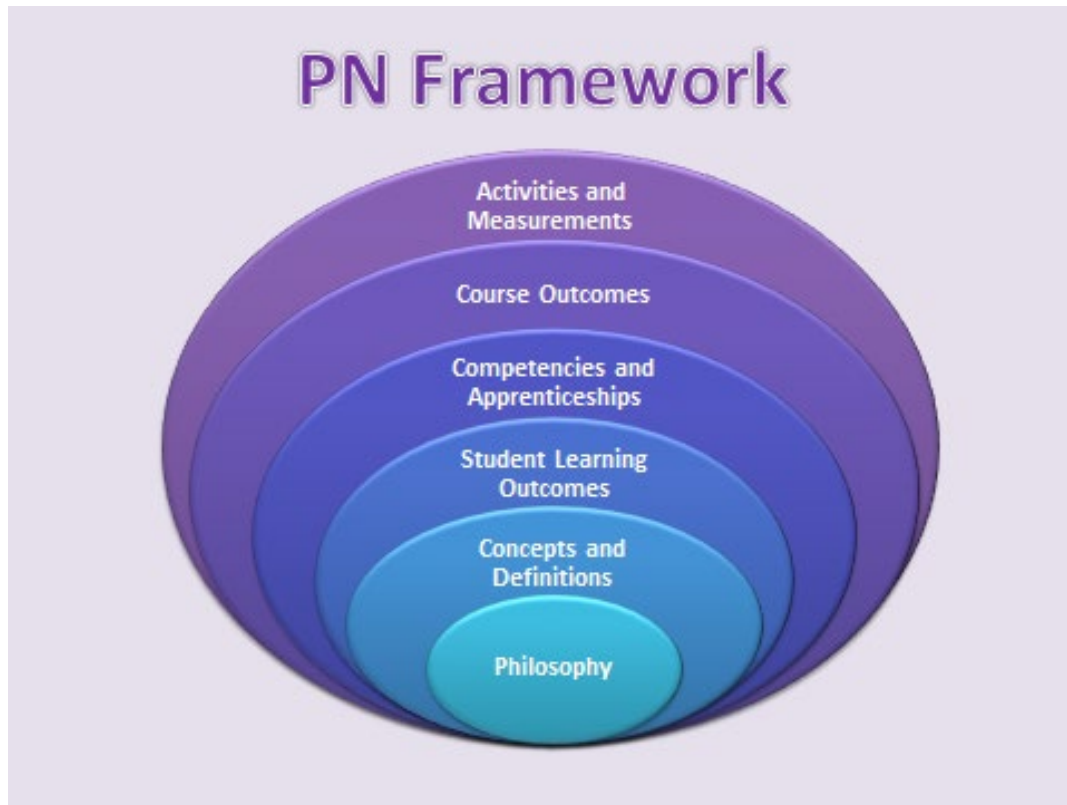 PN Framework
Activities and
Measurements
Course Outcomes
Competencies and
Apprenticeships
Student Learning
Outcomes
Concepts and
Definitions
Philosophy